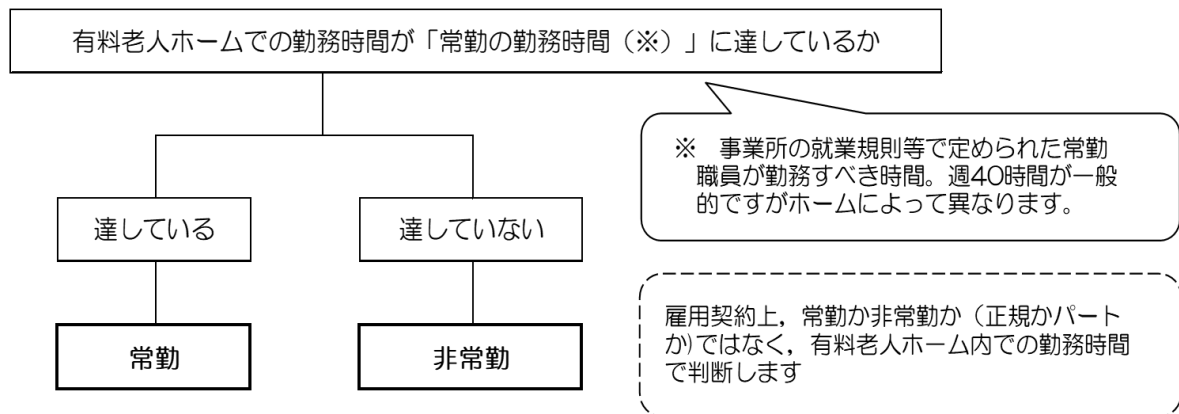 有料老人ホームでの勤務時間が「常勤の勤務時間(※)」に達しているか
※ 事業所の就業規則等で定められた常勤
職員が勤務すべき時間。週40時間が一般
的ですがホームによって異なります。
達している
達していない
常勤
非常勤
雇用契約上,常勤か非常勤か(正規かパート
か)ではなく,有料老人ホーム内での勤務時間
で判断します